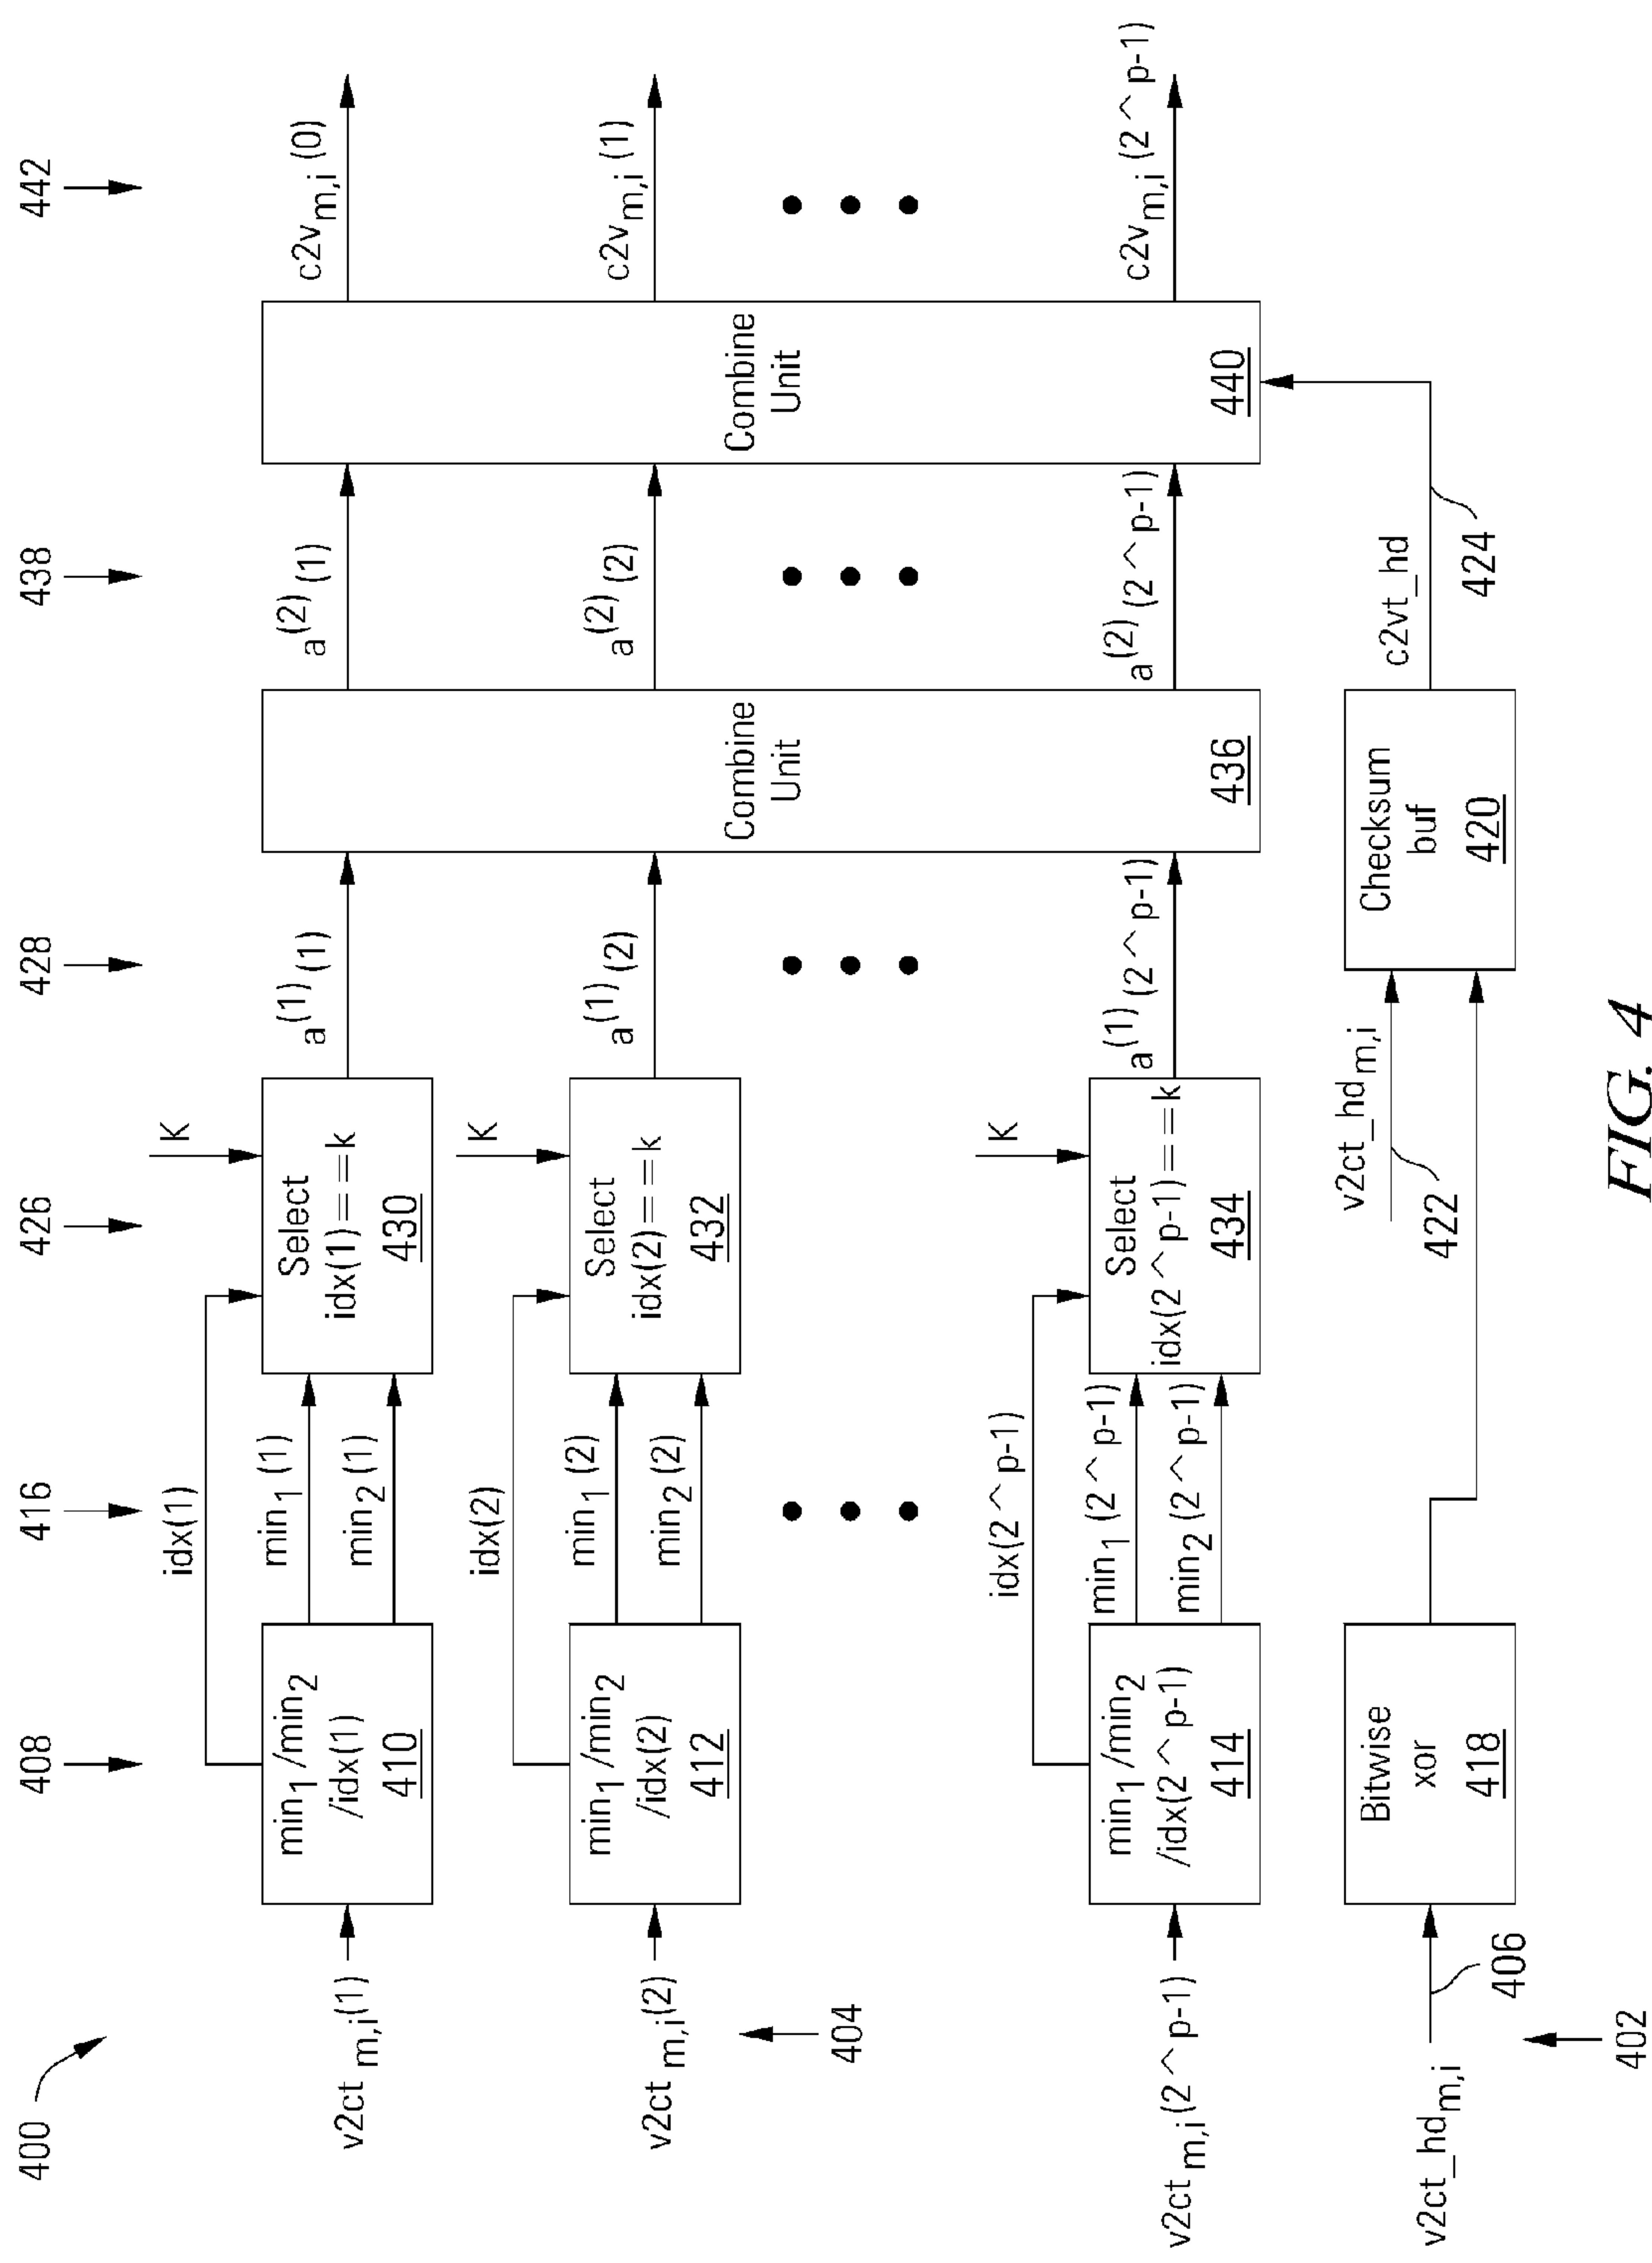 400
408
416
426
428
438
442
v2ct m,i(1)
min1/min2
/idx(1)
410
idx(1)
min1 (1)
min2 (1)
K
Select
idx(1)==k
430
a(1)(1)
a(2)(1)
c2v m,i (0)
v2ct m,i(2)
404
min1/min2
/idx(2)
412
idx(2)
min1 (2)
min2 (2)
K
Select
idx(2)==k
432
a(1)(2)
Combine
Unit
436
a(2)(2)
Combine
Unit
440
c2v m,i (1)
v2ct m,i(2^p-1)
min1/min2
/idx(2^p-1)
414
idx(2^p-1)
min1 (2^p-1)
min2 (2^p-1)
K
Select
idx(2^p-1)==k
434
a(1)(2^p-1)
a(2)(2^p-1)
c2v m,i (2^p-1)
v2ct_hd m,i
402
406
Bitwise
xor
418
v2ct_hd m,i
422
Checksum
buf
420
c2vt_hd
424
FIG. 4